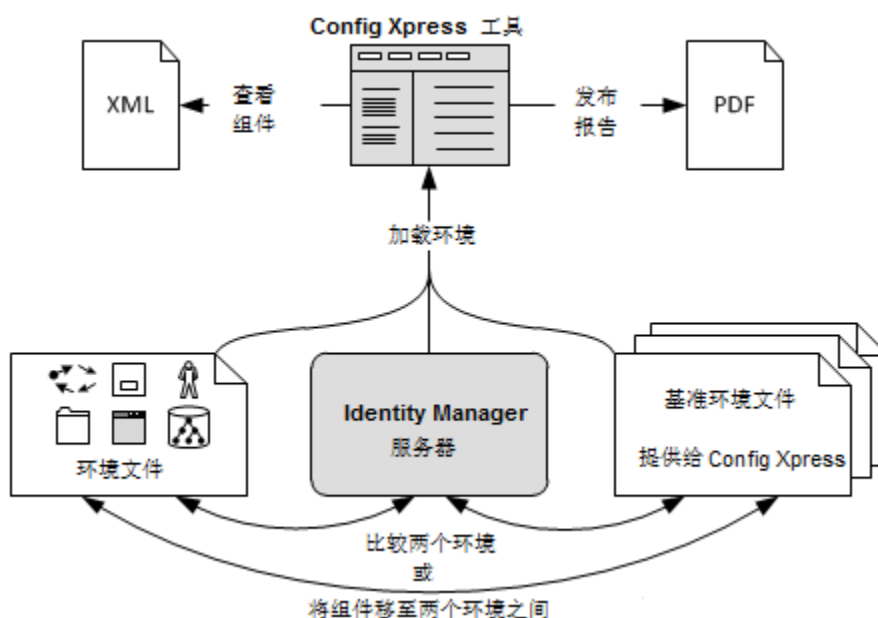 Config Xpress 工具
XML
查看
组件
发布
报告
PDF
加载环境
环境文件
Identity Manager
服务器
基准环境文件
提供给 Config Xpress
比较两个环境
或
将组件移至两个环境之间